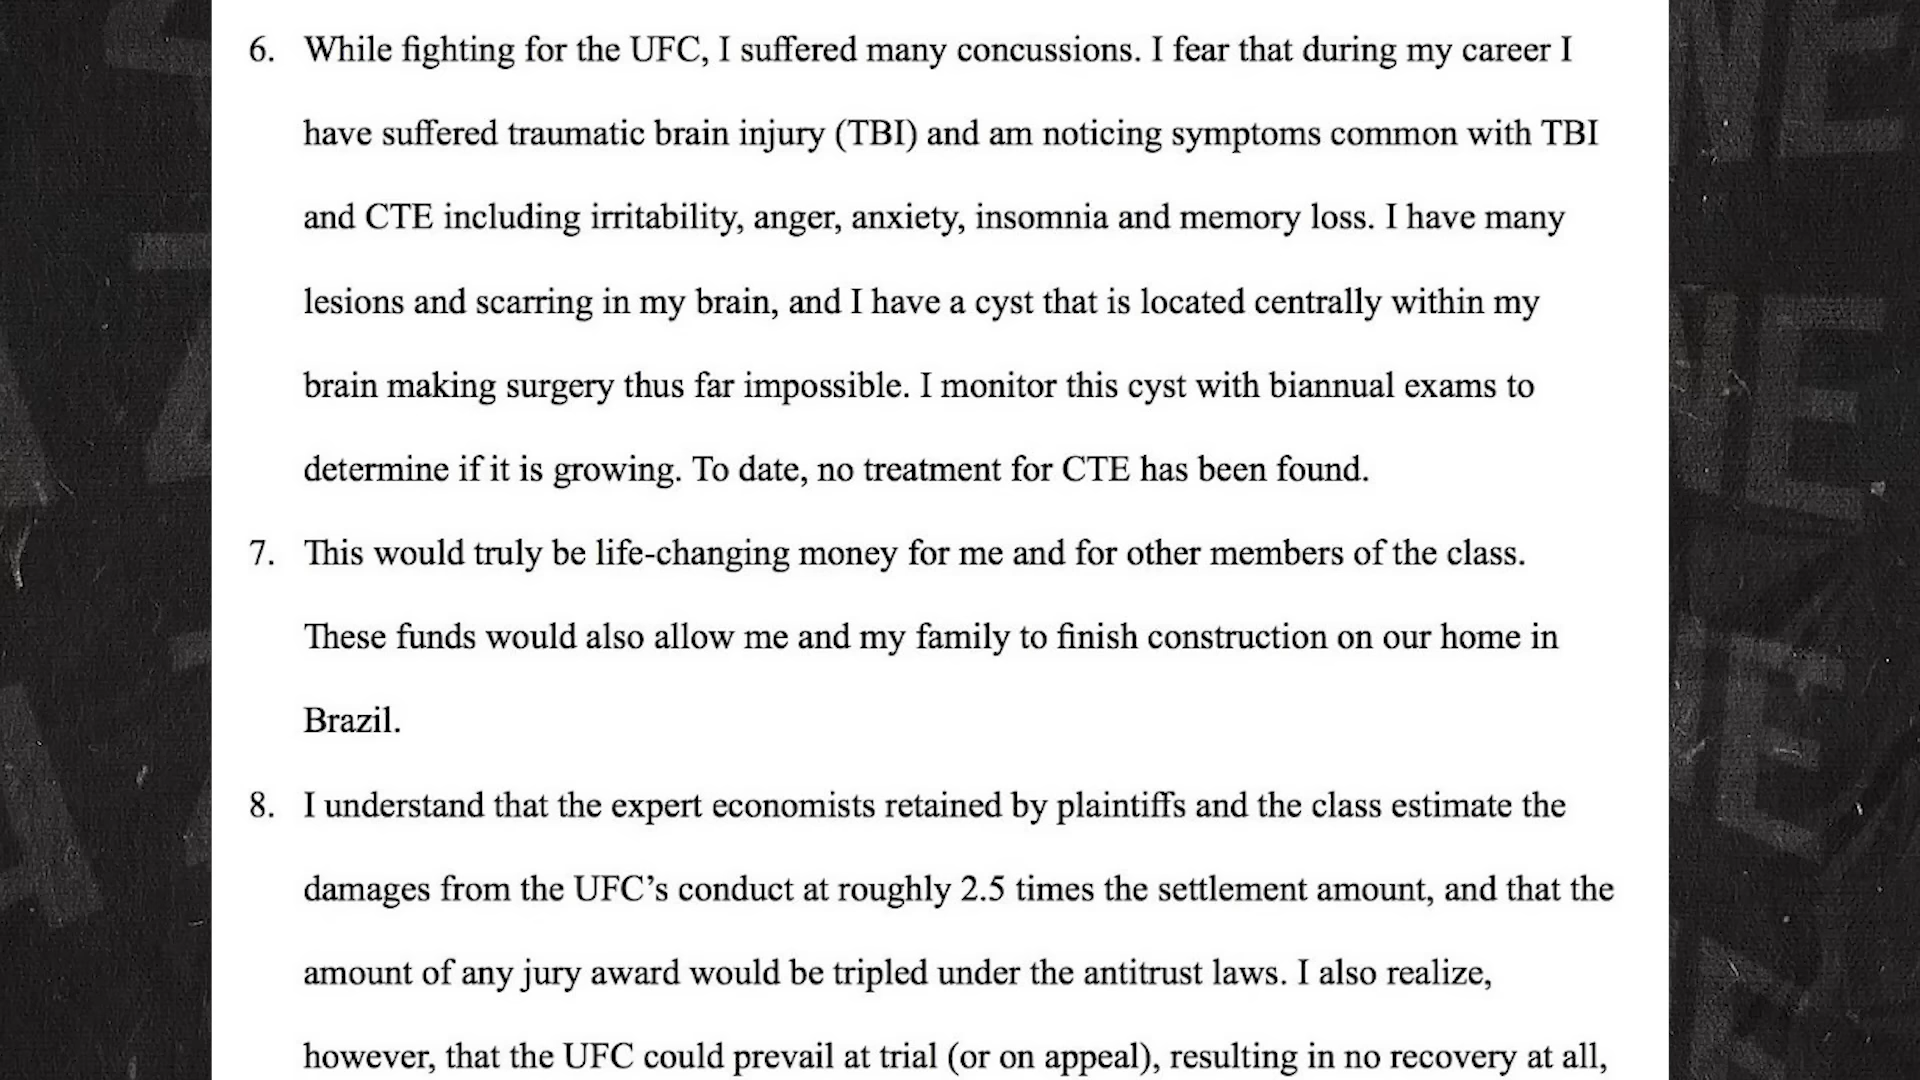 6. While fighting for the UFC, I suffered many concussions. I fear that during my career I
have suffered traumatic brain injury (TBI) and am noticing symptoms common with TBI
and CTE including irritability, anger, anxiety, insomnia and memory loss. I have many
lesions and scarring in my brain, and I have a cyst that is located centrally within my
brain making surgery thus far impossible. I monitor this cyst with biannual exams to
determine if it is growing. To date, no treatment for CTE has been found.
7. This would truly be life-changing money for me and for other members of the class.
These funds would also allow me and my family to finish construction on our home in
Brazil.
8. I understand that the expert economists retained by plaintiffs and the class estimate the
damages from the UFC’s conduct at roughly 2.5 times the settlement amount, and that the
amount of any jury award would be tripled under the antitrust laws. I also realize,
however, that the UFC could prevail at trial (or on appeal), resulting in no recovery at all,